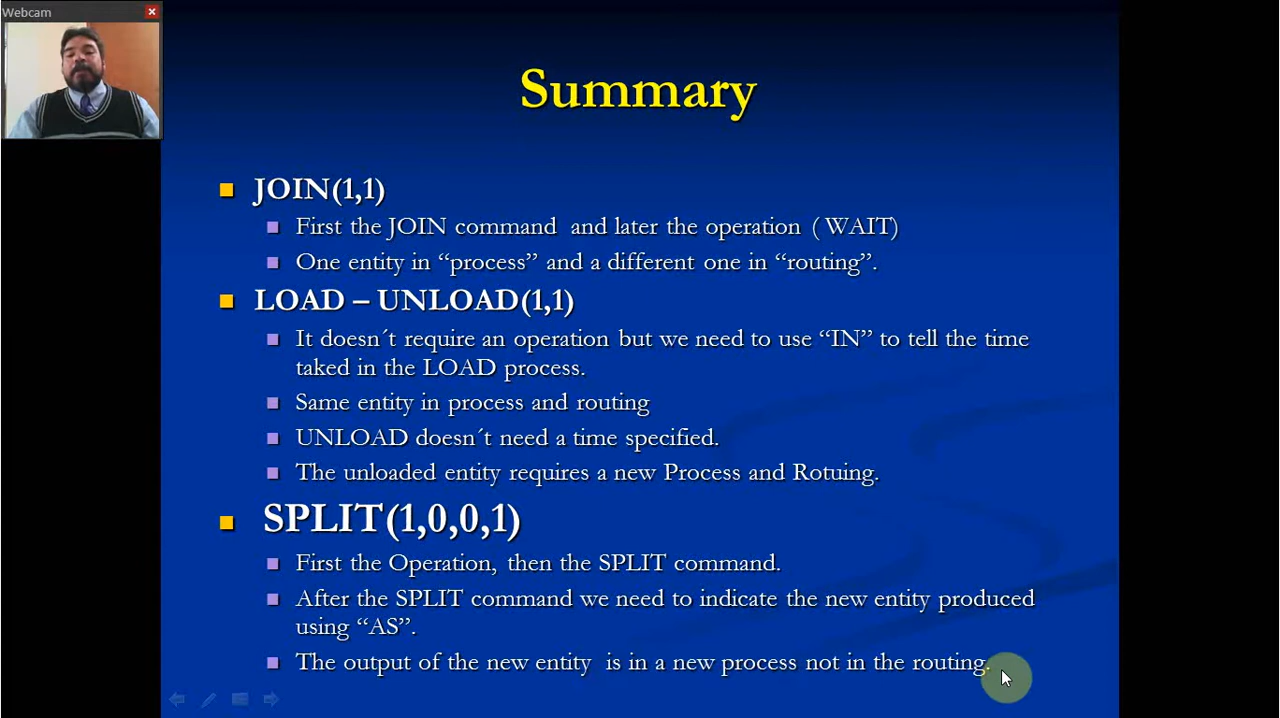 Webcam
Summary
JOIN(1,1)
First the JOIN command and later the operation ( WAIT)
One entity in “process” and a different one in “routing”.
LOAD – UNLOAD(1,1)
It doesn´t require an operation but we need to use “IN” to tell the time
taked in the LOAD process.
Same entity in process and routing
UNLOAD doesn´t need a time specified.
The unloaded entity requires a new Process and Rotuing.
SPLIT(1,0,0,1)
First the Operation, then the SPLIT command.
After the SPLIT command we need to indicate the new entity produced
using “AS”.
The output of the new entity is in a new process not in the routing.